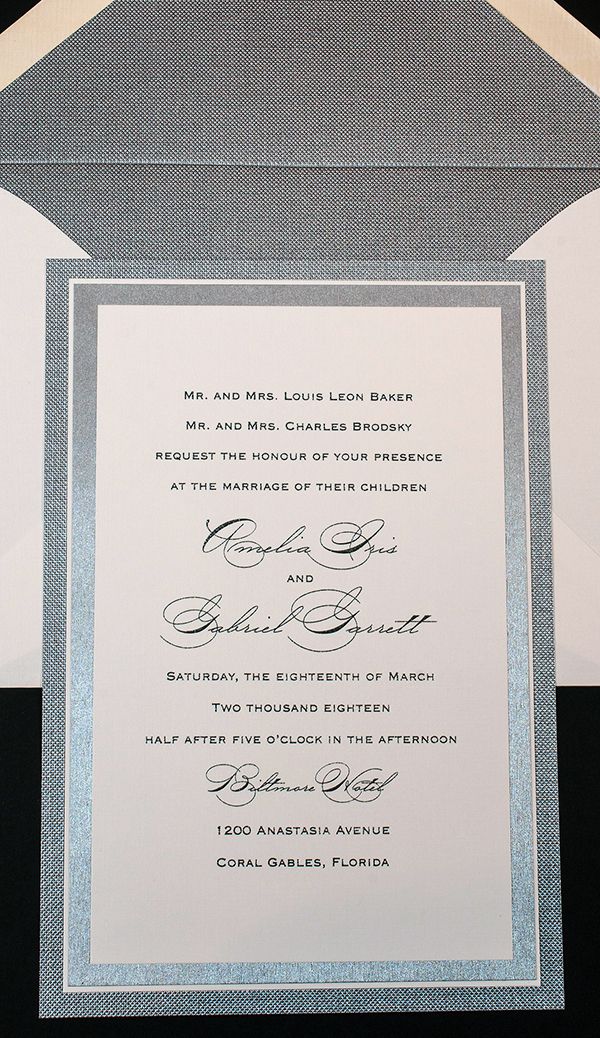 Mr. and Mrs. Louis Leon Baker
Mr. and Mrs. Charles Brodsky
request the honour of your presence
at the marriage of their children
Amelia Iris
and
Gabriel Garrett
Saturday, the eighteenth of March
Two thousand eighteen
half after five o'clock in the afternoon
Biltmore Hotel
1200 Anastasia Avenue
Coral Gables, Florida